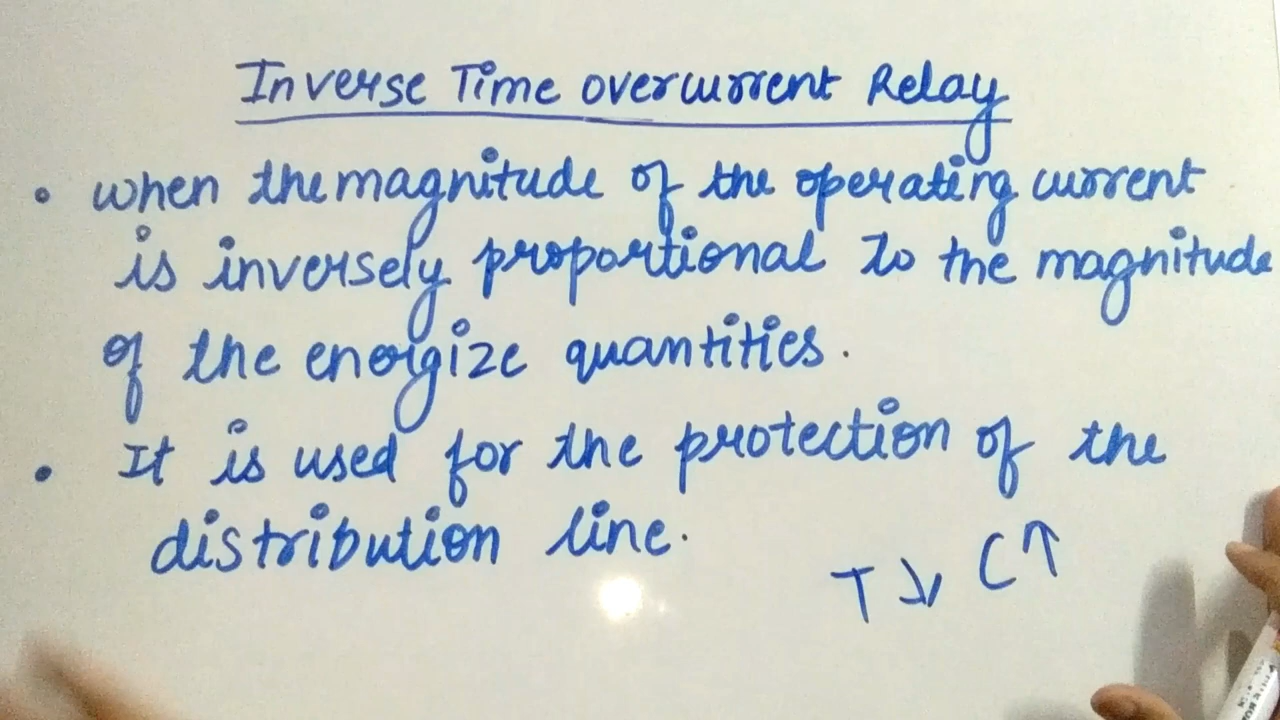 Inverse Time overcurrent Relay
• when the magnitude of the operating current
is inversely proportional to the magnitude
of the energize quantities.
• It is used for the protection of the
distribution line.
T ↓ C ↑